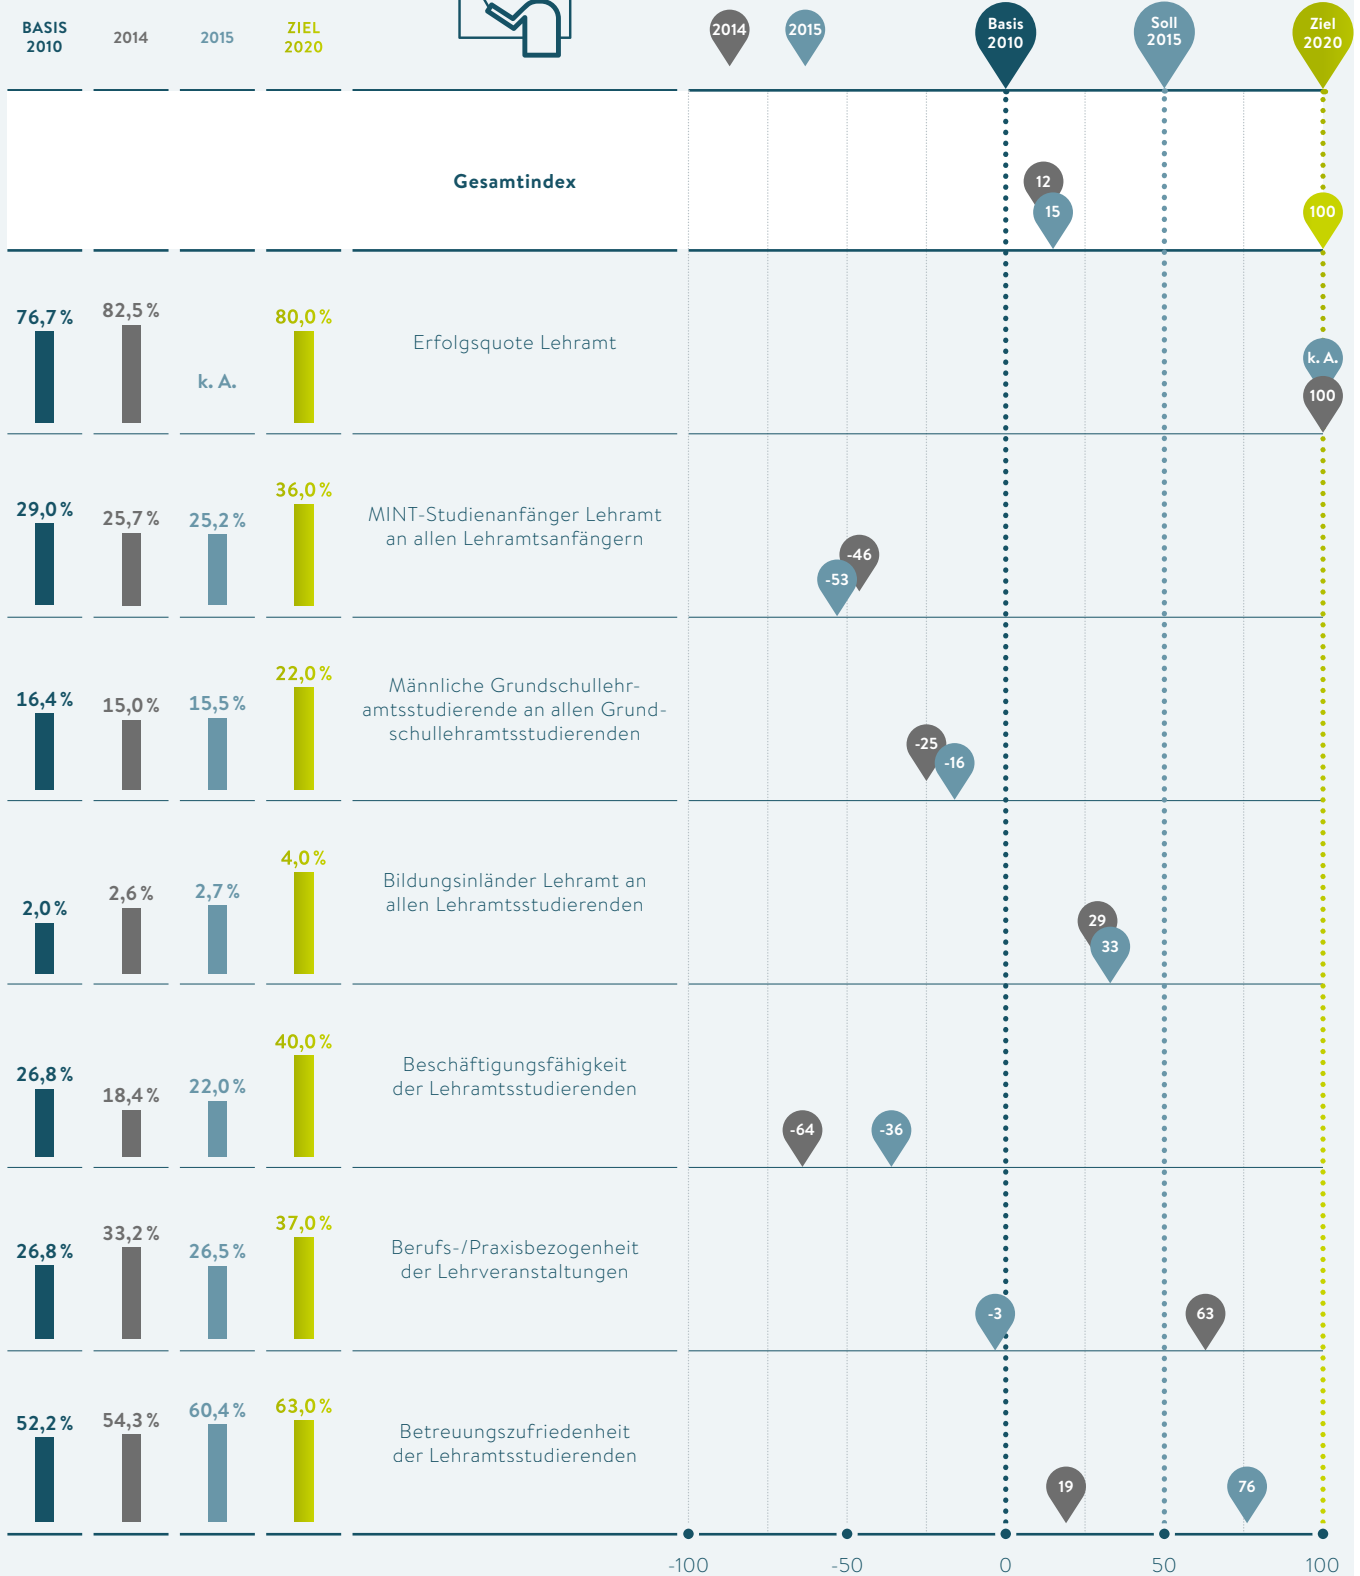 BASIS
2010
2014
2015
ZIEL
2020
2014
2015
Basis
2010
Soll
2015
Ziel
2020
Gesamtindex
12
15
100
76,7 %
82,5 %
k. A.
80,0 %
Erfolgsquote Lehramt
k. A.
100
29,0 %
25,7 %
25,2 %
36,0 %
MINT-Studienanfänger Lehramt
an allen Lehramtsanfängern
-46
-53
16,4 %
15,0 %
15,5 %
22,0 %
Männliche Grundschullehr-
amtsstudierende an allen Grund-
schullehramtsstudierenden
-25
-16
2,0 %
2,6 %
2,7 %
4,0 %
Bildungsinländer Lehramt an
allen Lehramtsstudierenden
29
33
26,8 %
18,4 %
22,0 %
40,0 %
Beschäftigungsfähigkeit
der Lehramtsstudierenden
-64
-36
26,8 %
33,2 %
26,5 %
37,0 %
Berufs-/Praxisbezogenheit
der Lehrveranstaltungen
-3
63
52,2 %
54,3 %
60,4 %
63,0 %
Betreuungszufriedenheit
der Lehramtsstudierenden
19
76
-100
-50
0
50
100